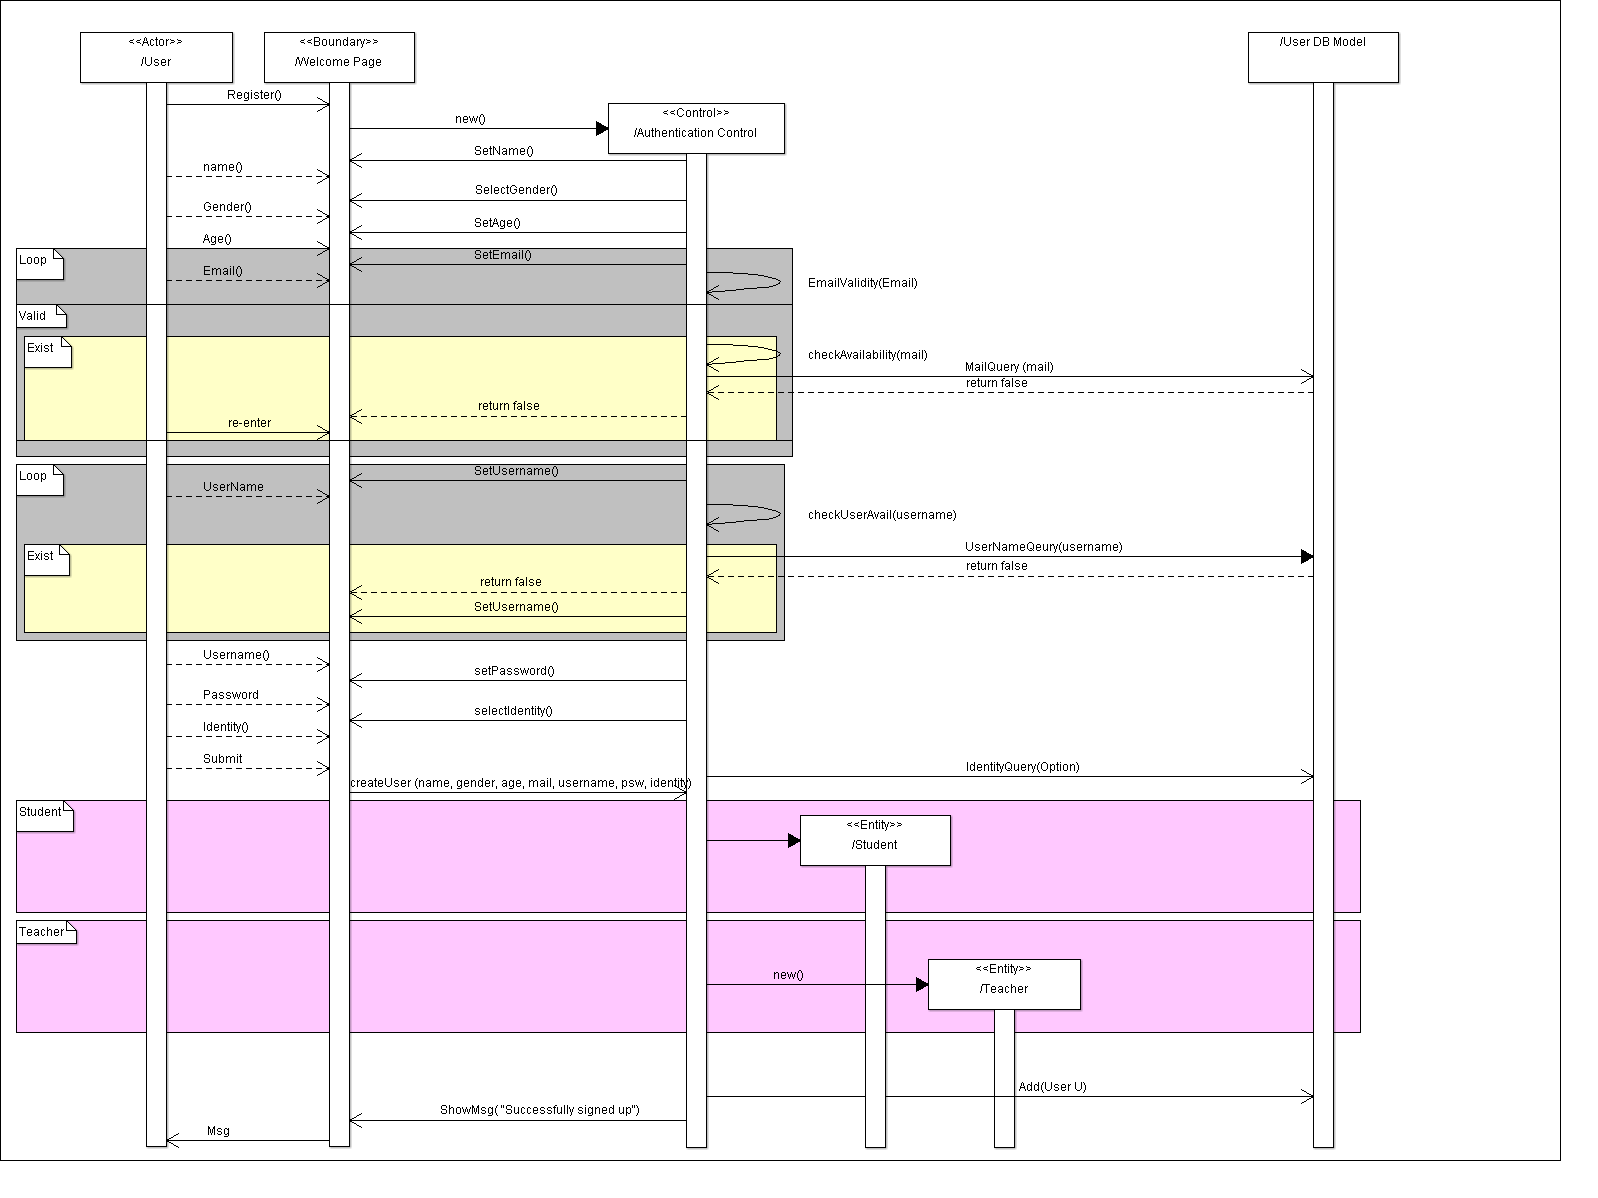 <<Actor>>
/User
<<Boundary>>
/Welcome Page
/User DB Model
Register()
new()
<<Control>>
/Authentication Control
SetName()
name()
SelectGender()
Gender()
SetAge()
Age()
Loop
SetEmail()
Email()
EmailValidity(Email)
Valid
Exist
checkAvailability(mail)
MailQuery (mail)
return false
return false
re-enter
Loop
SetUsername()
UserName
checkUserAvail(username)
Exist
UserNameQeury(username)
return false
return false
SetUsername()
Username()
setPassword()
Password
selectIdentity()
Identity()
Submit
IdentityQuery(Option)
createUser (name, gender, age, mail, username, psw, identity)
Student
<<Entity>>
/Student
Teacher
<<Entity>>
/Teacher
new()
Add(User U)
ShowMsg( "Successfully signed up")
Msg